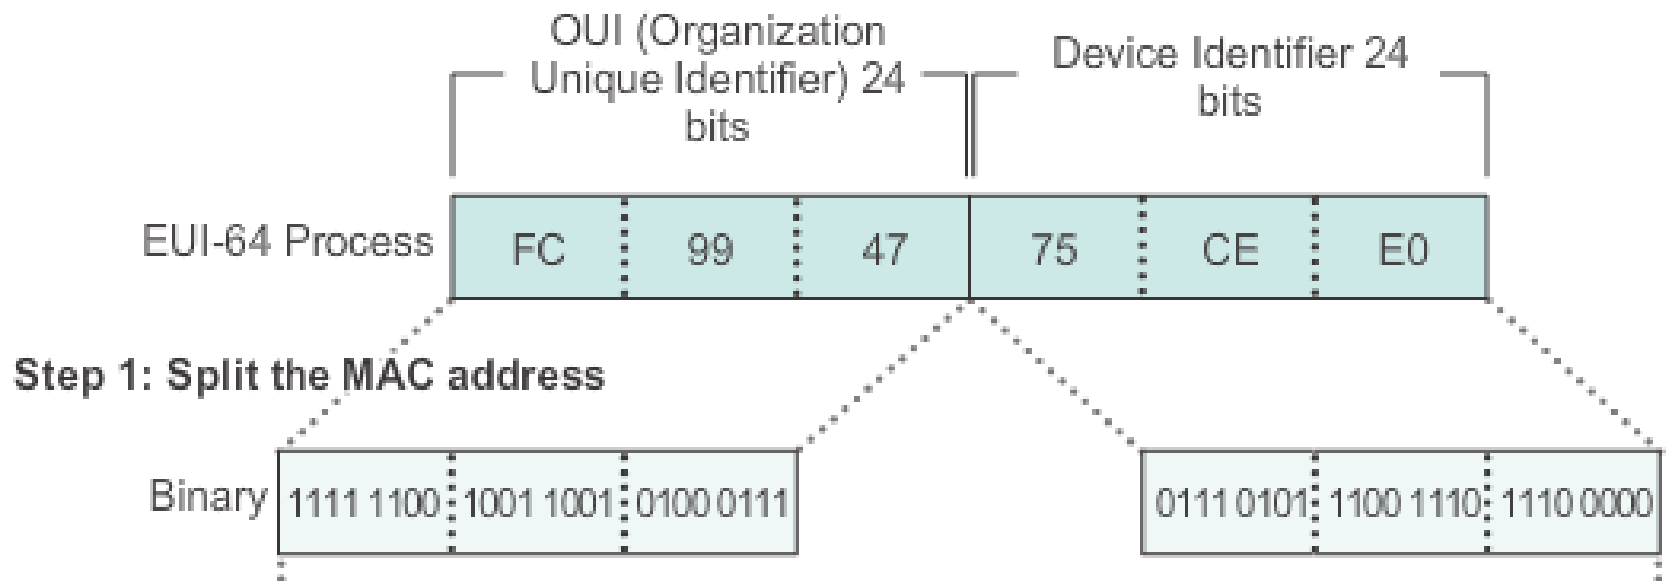 OUI (Organization
Unique Identifier) 24
bits
Device Identifier 24
bits
EUI-64 Process FC 99 47 75 CE E0
Step 1: Split the MAC address
Binary 1111 1100 1001 1001 0100 0111 0111 0101 1100 1110 1110 0000